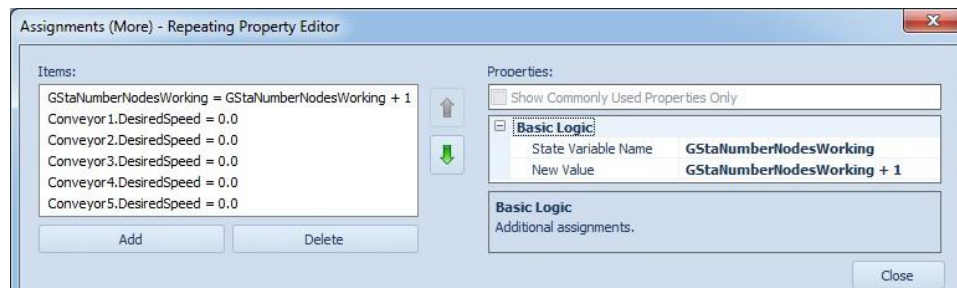 Assignments (More) - Repeating Property Editor
Items:
GStaNumberNodesWorking = GStaNumberNodesWorking + 1
Conveyor1.DesiredSpeed = 0.0
Conveyor2.DesiredSpeed = 0.0
Conveyor3.DesiredSpeed = 0.0
Conveyor4.DesiredSpeed = 0.0
Conveyor5.DesiredSpeed = 0.0
Add Delete
Properties:
Show Commonly Used Properties Only
Basic Logic
State Variable Name GStaNumberNodesWorking
New Value GStaNumberNodesWorking + 1
Basic Logic
Additional assignments.
Close